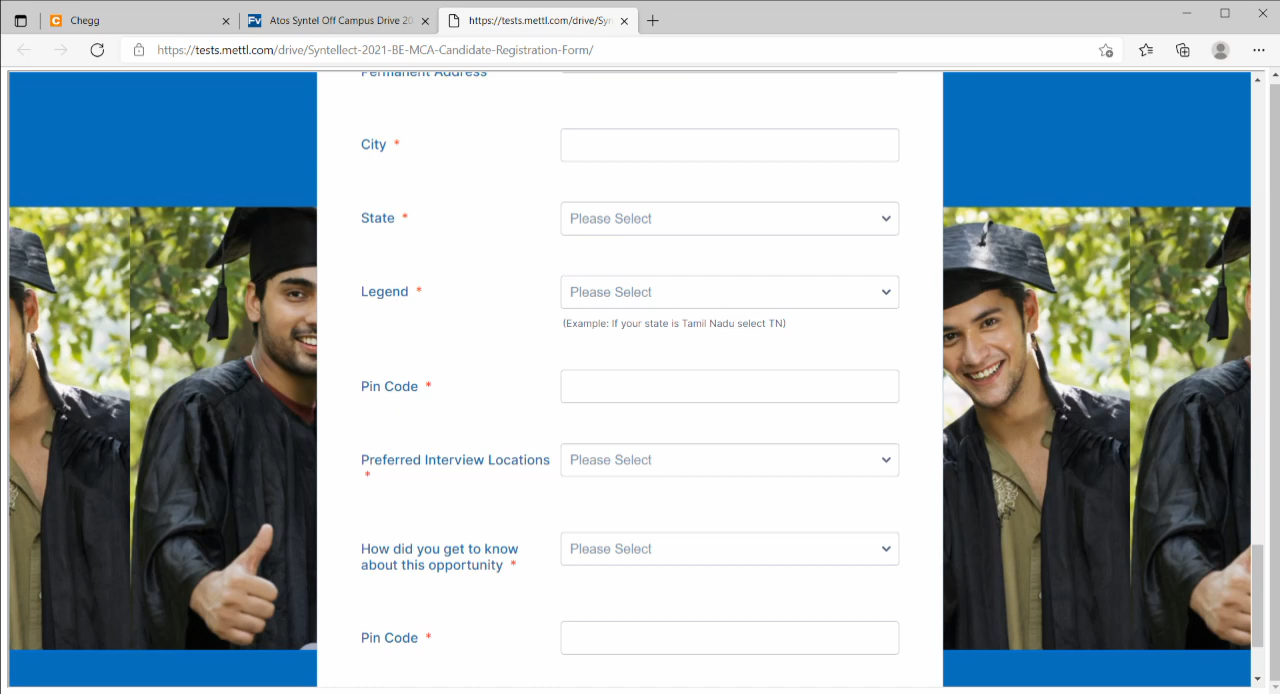 Chegg
Atos Syntel Off Campus Drive 20
https://tests.mettl.com/drive/Syn
https://tests.mettl.com/drive/Syntellect-2021-BE-MCA-Candidate-Registration-Form/
Permanent Address
City *
State * Please Select
Legend * Please Select
(Example: If your state is Tamil Nadu select TN)
Pin Code *
Preferred Interview Locations Please Select
*
How did you get to know Please Select
about this opportunity *
Pin Code *